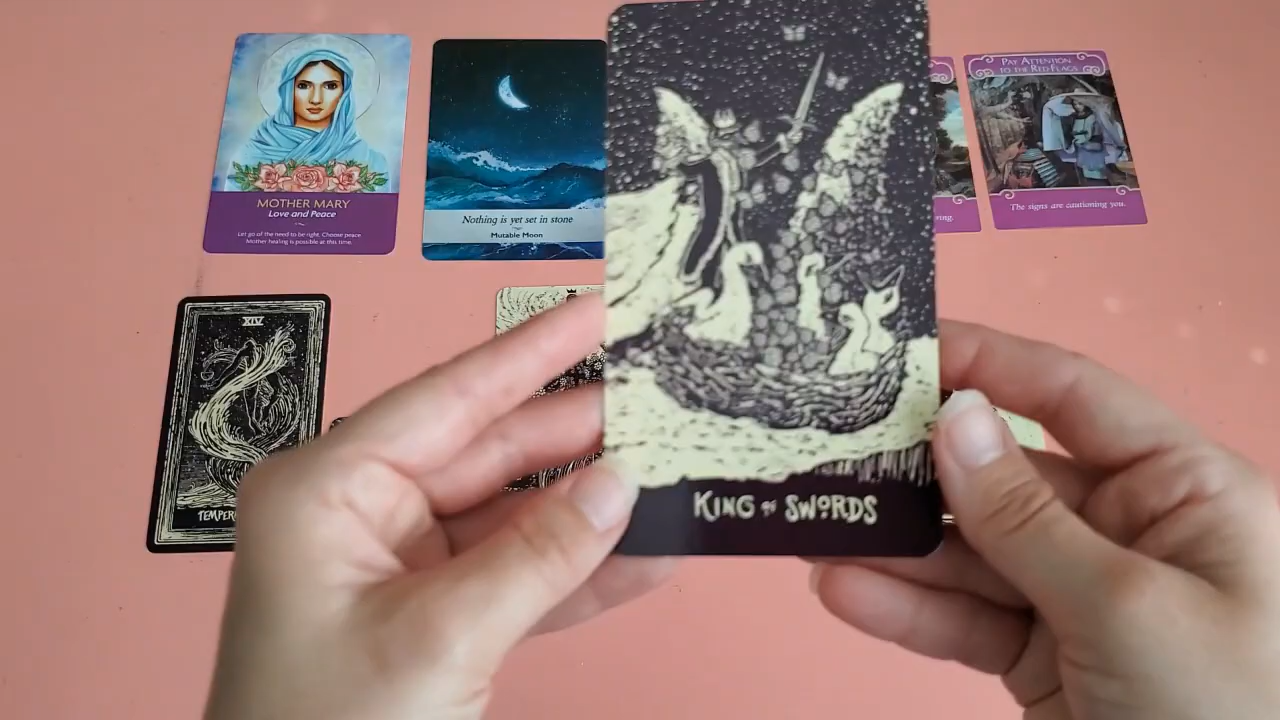 MOTHER MARY
Love and Peace
Let go of the need to be right. Choose peace
Mother healing is possible at this time.
Nothing is yet set in stone
Mutable Moon
PAY ATTENTION
TO THE RED FLAGS
ring.
The signs are cautioning you.
XIV
TEMPER
KING OF SWORDS